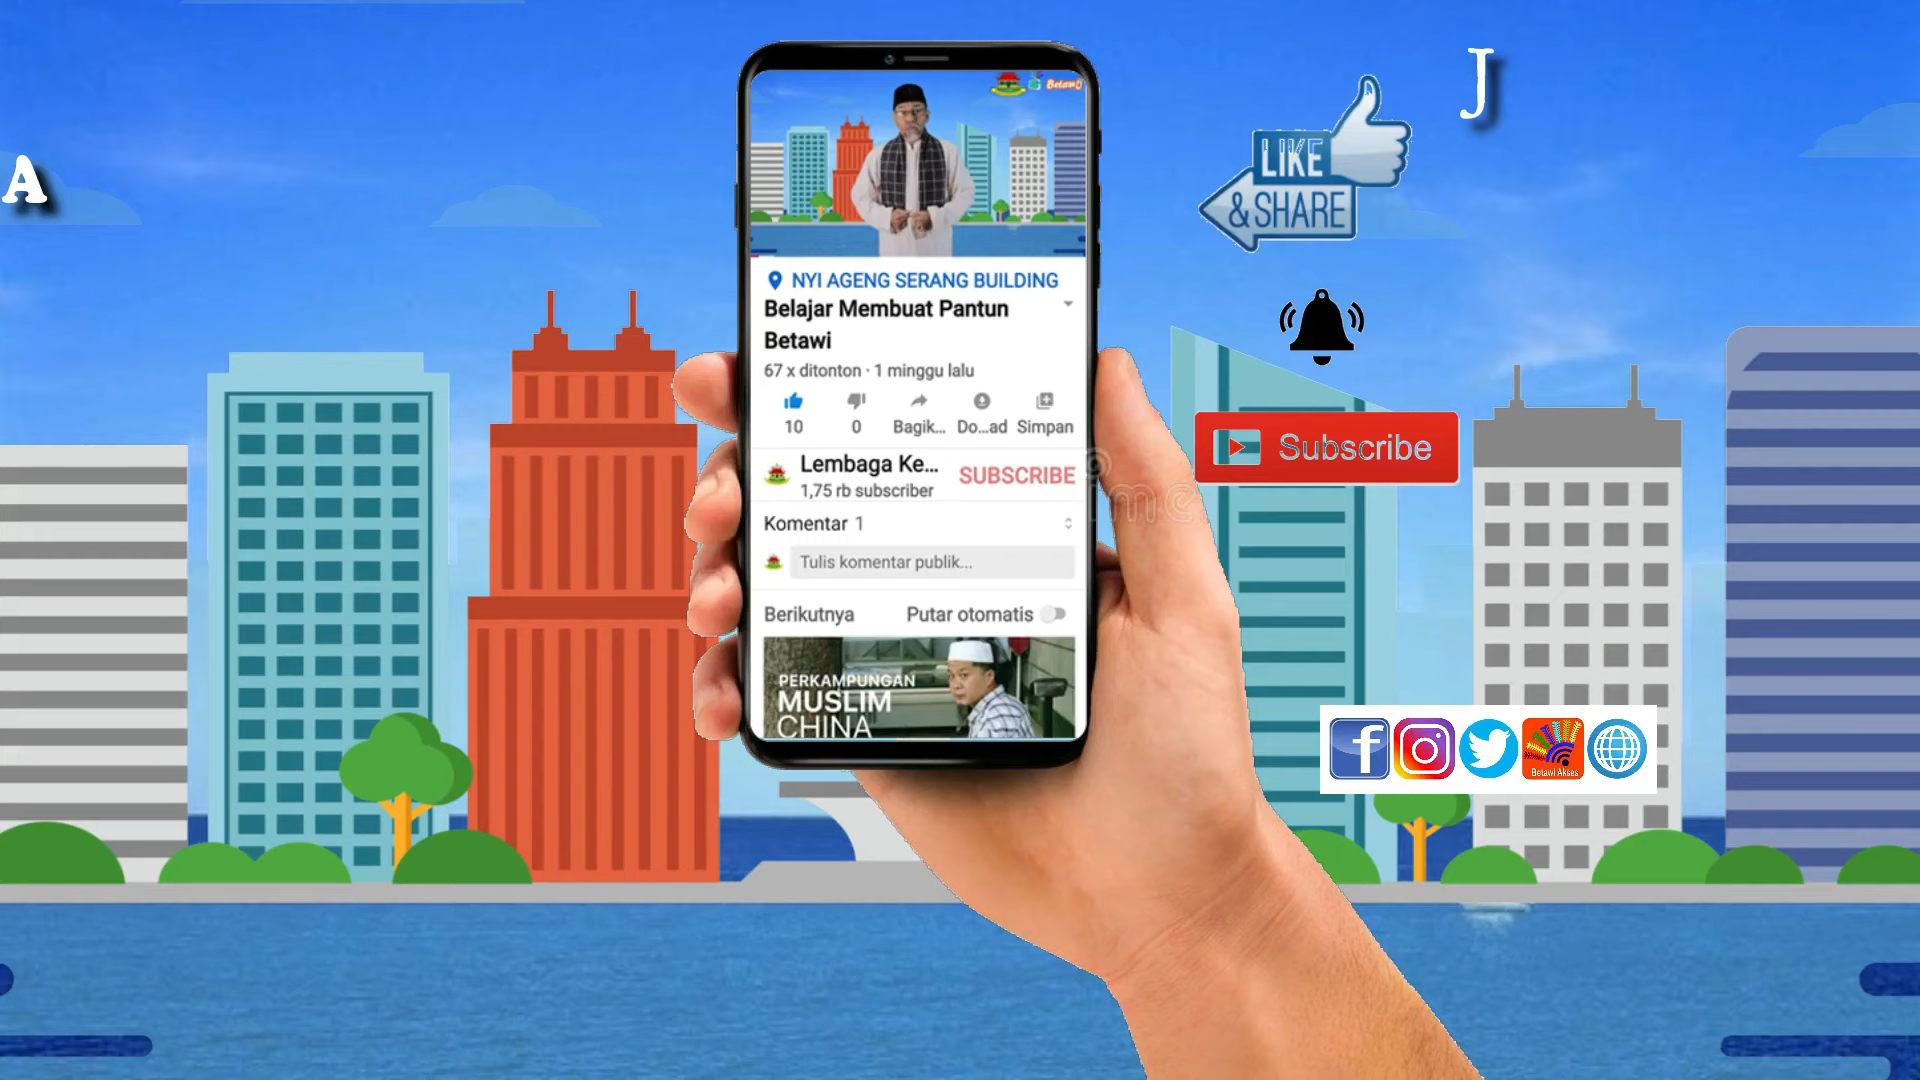 J
A
LIKE
& SHARE
BetawO
NYI AGENG SERANG BUILDING
Belajar Membuat Pantun
Betawi
67 x ditonton · 1 minggu lalu
10 0 Bagik... Do...ad Simpan
Lembaga Ke...
1,75 rb subscriber
SUBSCRIBE
Subscribe
Komentar 1
Tulis komentar publik...
Berikutnya Putar otomatis
PERKAMPUNGAN
MUSLIM
CHINA
f
Betawi Akses